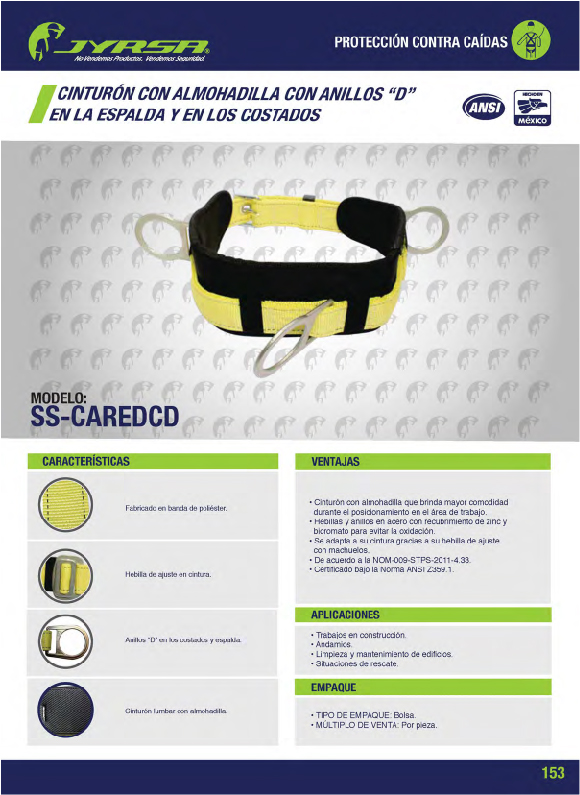 JYRSA®
No Vendemos Productos. Vendemos Seguridad.
PROTECCIÓN CONTRA CAÍDAS
CINTURÓN CON ALMOHADILLA CON ANILLOS “D”
EN LA ESPALDA Y EN LOS COSTADOS
ANSI
HECHO EN
MÉXICO
MODELO:
SS-CAREDCD
CARACTERÍSTICAS
Fabricado en banda de poliéster.
Hebilla de ajuste en cintura.
Anillos "D" en los costados y espalda.
Cinturón lumbar con almohadilla.
VENTAJAS
• Cinturón con almohadilla que brinda mayor comodidad
durante el posicionamiento en el área de trabajo.
• Hebillas y anillos en acero con recubrimiento de zinc y
bicromato para evitar la oxidación.
• Se adapta a su cintura gracias a su hebilla de ajuste
con machuelos.
• De acuerdo a la NOM-009-STPS-2011-4.33.
• Certificado bajo la Norma ANSI Z359.1.
APLICACIONES
• Trabajos en construcción.
• Andamios.
• Limpieza y mantenimiento de edificios.
• Situaciones de rescate.
EMPAQUE
• TIPO DE EMPAQUE: Bolsa.
• MÚLTIPLO DE VENTA: Por pieza.
153